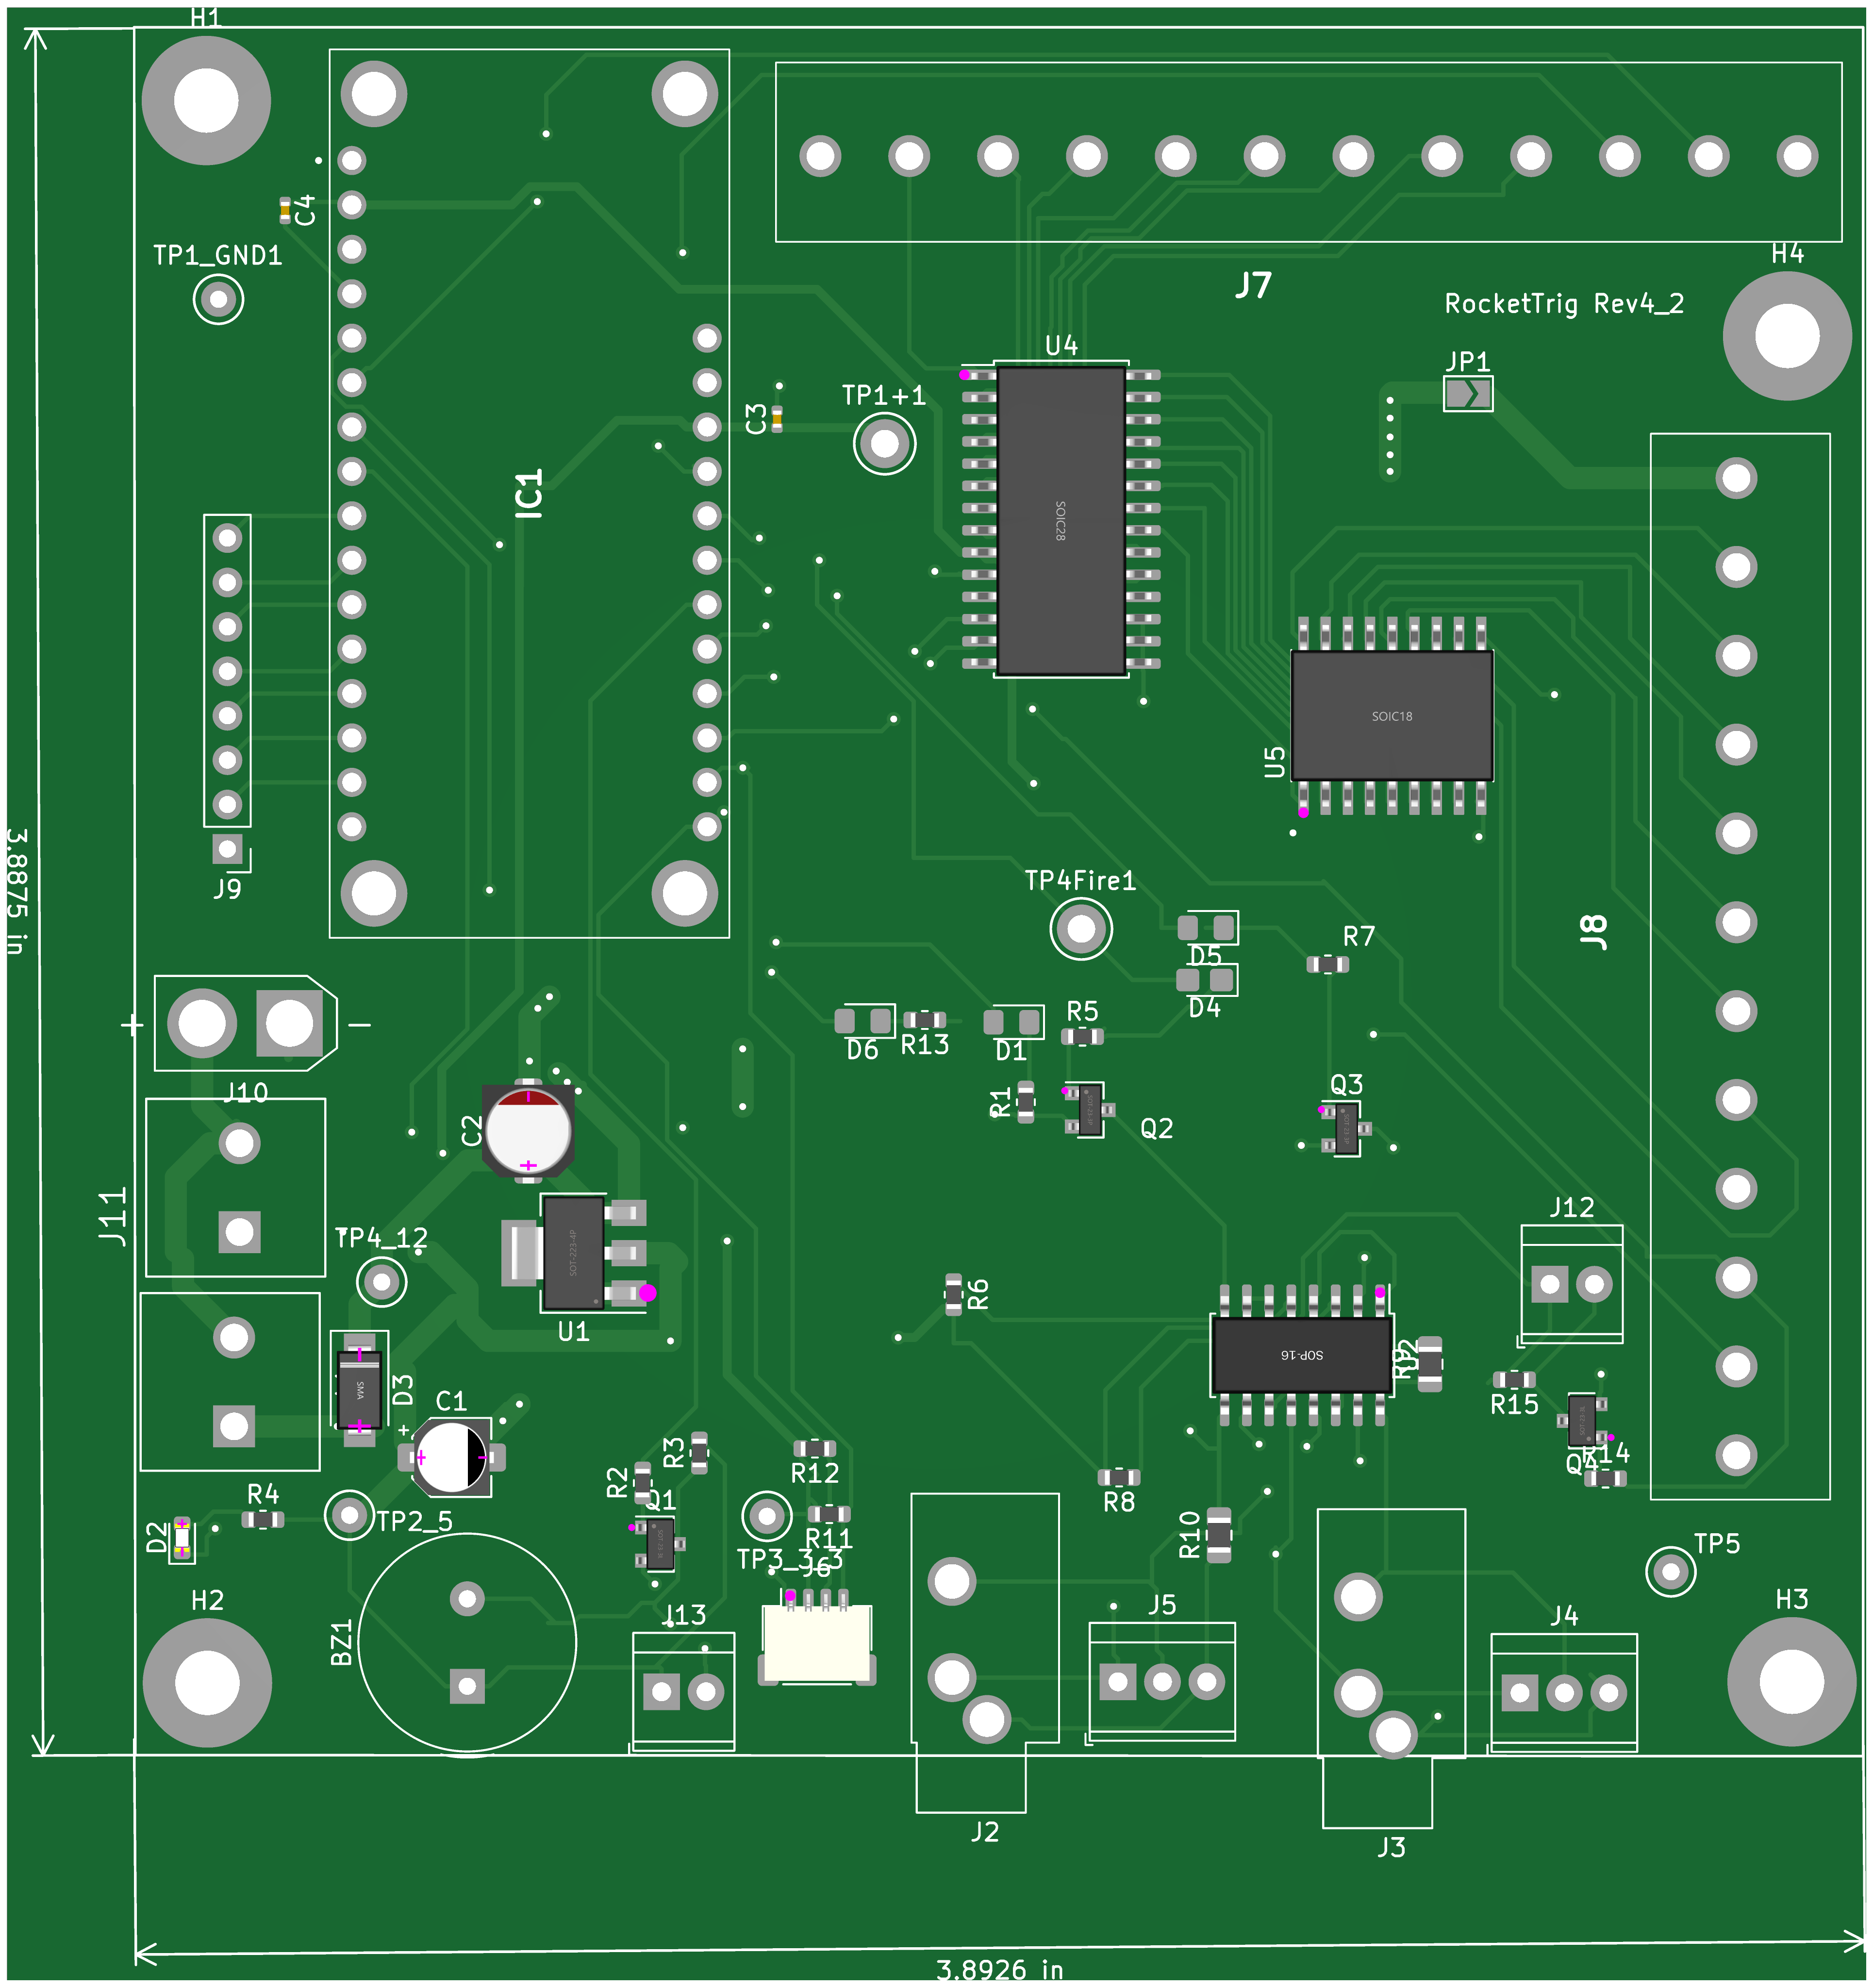 H1
C4
TP1_GND1
J7
H4
RocketTrig Rev4_2
U4
JP1
TP1+1
C3
IC1
SOIC28
SOIC18
U5
3.8875 in
J9
TP4Fire1
J8
D5
R7
D4
+
−
R5
D6
R13
D1
J10
R1
Q3
C2
Q2
J11
TP4_12
SOT-223-4P
J12
R6
U1
SOP-16
R9
U2
SMA
D3
C1
+
R15
R14
Q4
R12
R3
R2
R8
R4
Q1
TP2_5
D2
R11
R10
TP3_3_3
J6
TP5
H2
BZ1
J13
J5
J4
H3
J2
J3
3.8926 in